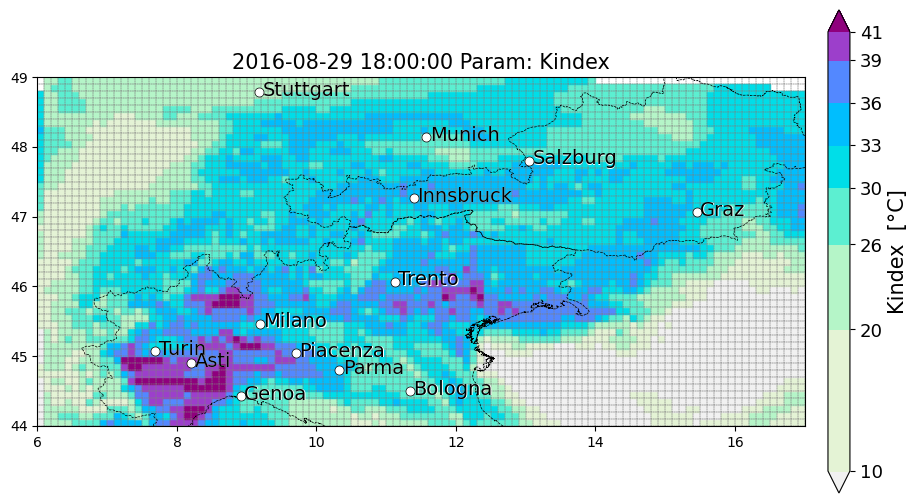 2016-08-29 18:00:00 Param: Kindex
49
48
47
46
45
44
6
8
10
12
14
16
Stuttgart
Munich
Salzburg
Innsbruck
Graz
Trento
Milano
Turin
Asti
Piacenza
Parma
Genoa
Bologna
41
39
36
33
30
26
20
10
Kindex [°C]